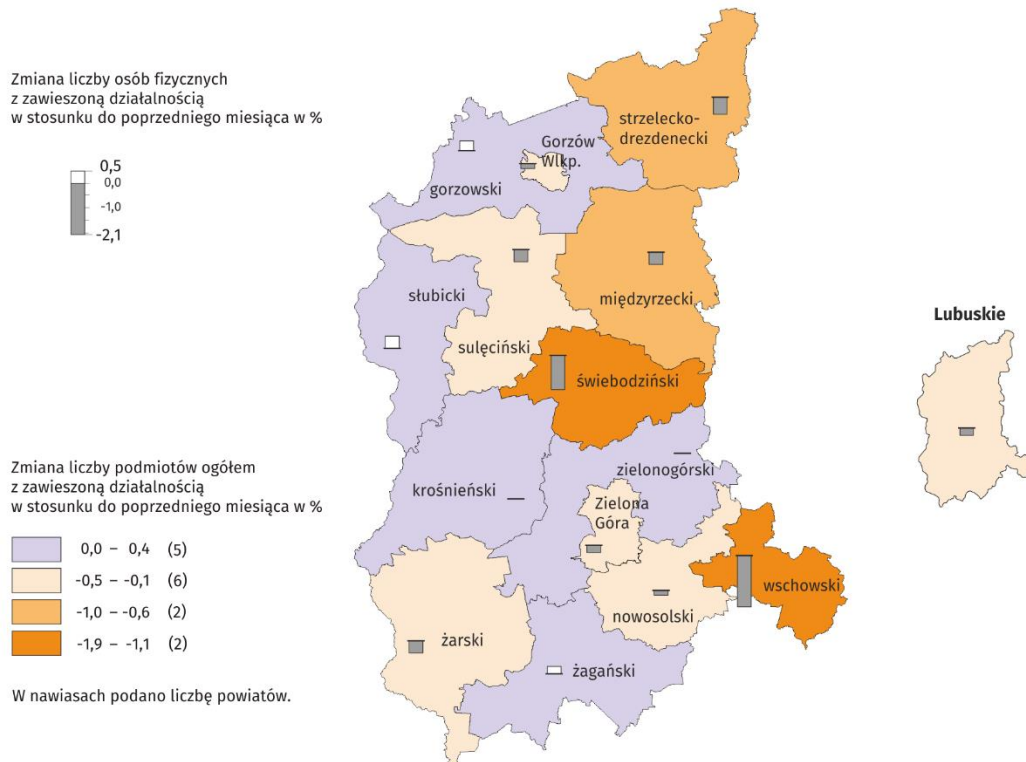 Zmiana liczby osób fizycznych
z zawieszoną działalnością
w stosunku do poprzedniego miesiąca w %
0,5
0,0
-1,0
-2,1
strzelecko-
drezdenecki
Gorzów
Wlkp.
gorzowski
słubicki
międzyrzecki
sulęciński
świebodziński
Lubuskie
Zmiana liczby podmiotów ogółem
z zawieszoną działalnością
w stosunku do poprzedniego miesiąca w %
0,0 – 0,4 (5)
-0,5 – -0,1 (6)
-1,0 – -0,6 (2)
-1,9 – -1,1 (2)
W nawiasach podano liczbę powiatów.
zielonogórski
krośnieński
Zielona
Góra
wschowski
nowosolski
żarski
żagański